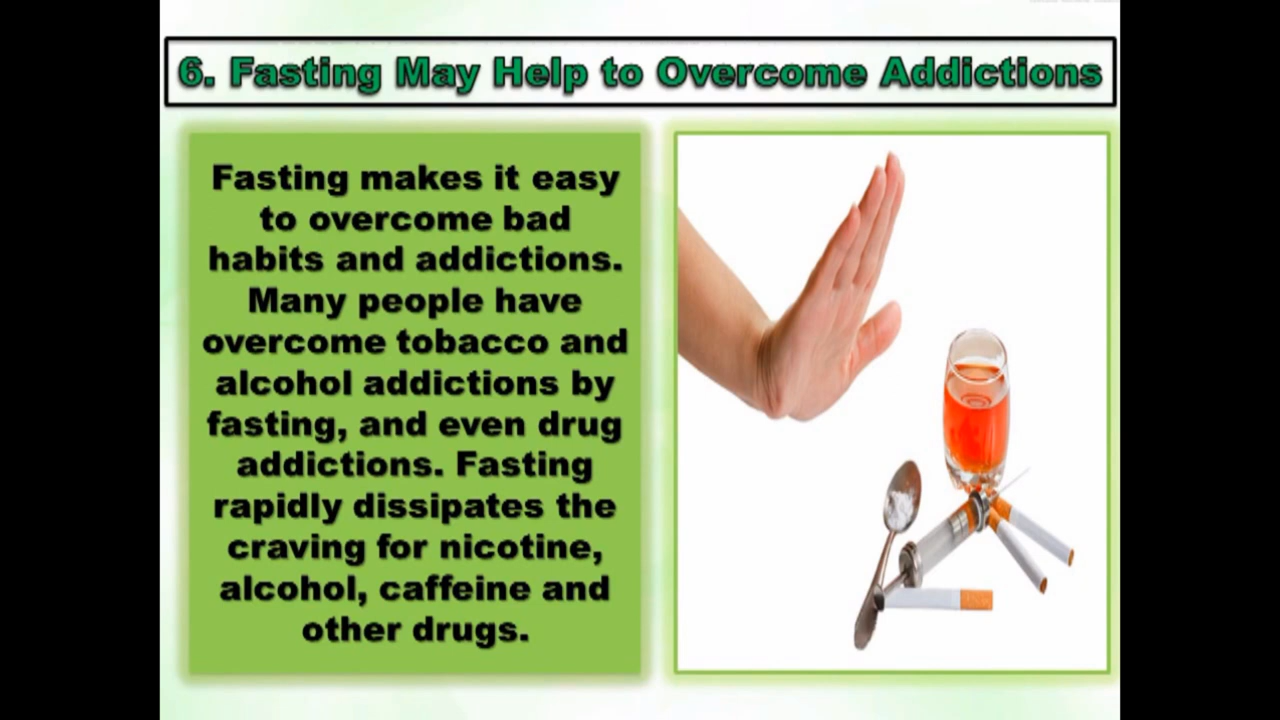 6. Fasting May Help to Overcome Addictions
Fasting makes it easy
to overcome bad
habits and addictions.
Many people have
overcome tobacco and
alcohol addictions by
fasting, and even drug
addictions. Fasting
rapidly dissipates the
craving for nicotine,
alcohol, caffeine and
other drugs.